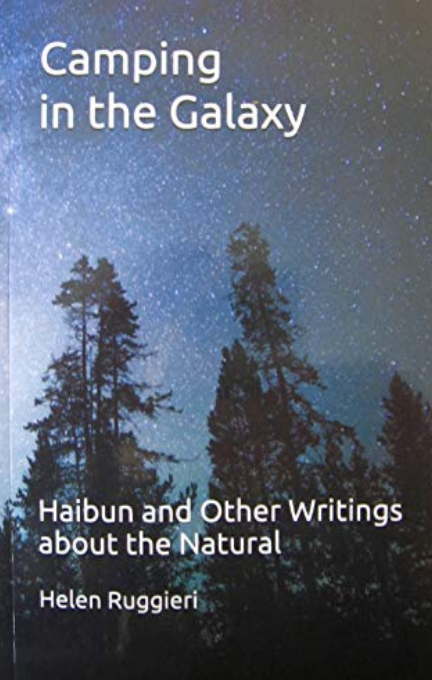 Camping
in the Galaxy
Haibun and Other Writings
about the Natural
Helen Ruggieri